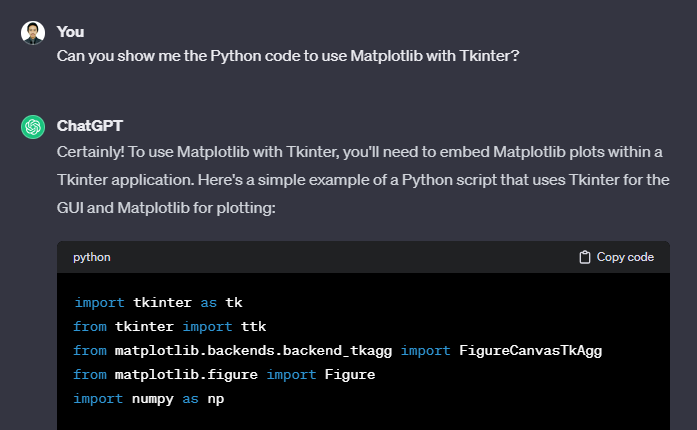 You
Can you show me the Python code to use Matplotlib with Tkinter?
ChatGPT
Certainly! To use Matplotlib with Tkinter, you'll need to embed Matplotlib plots within a
Tkinter application. Here's a simple example of a Python script that uses Tkinter for the
GUI and Matplotlib for plotting:
python
Copy code
import tkinter as tk
from tkinter import ttk
from matplotlib.backends.backend_tkagg import FigureCanvasTkAgg
from matplotlib.figure import Figure
import numpy as np